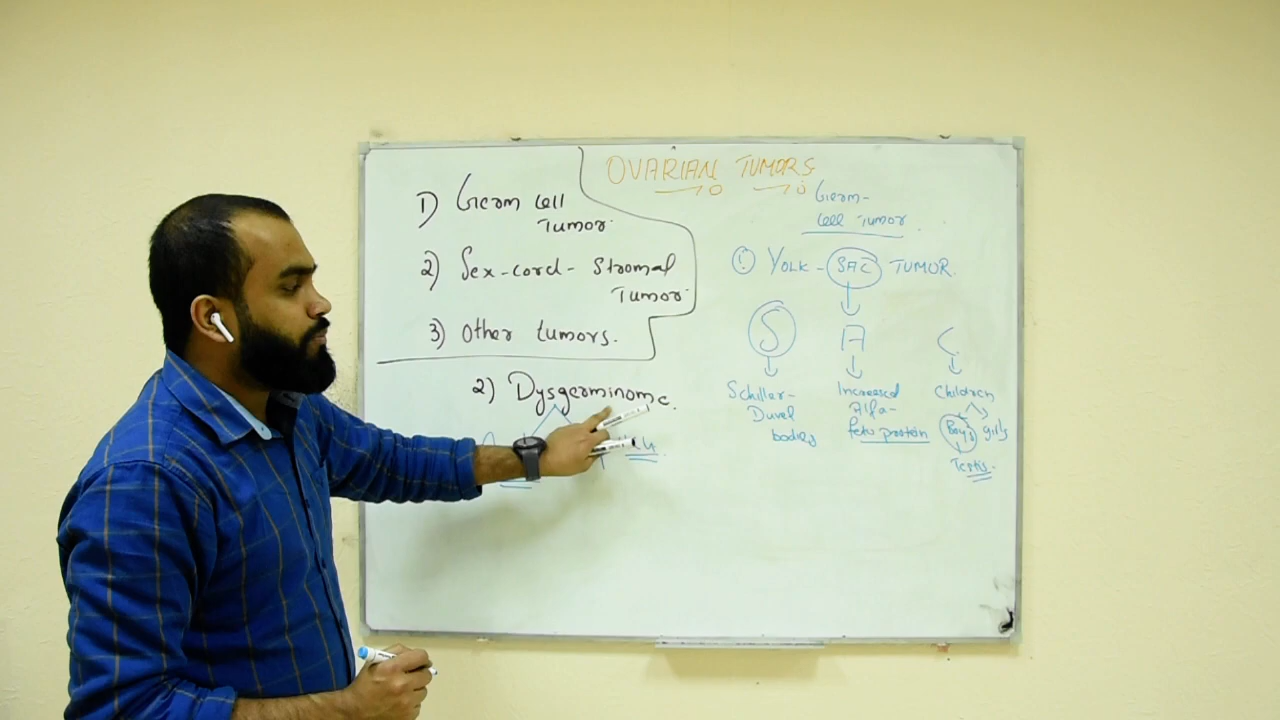 OVARIAN TUMORS
1) Germ cell
Tumor
2) Sex-cord-Stromal
Tumor
3) Other tumors.
2) Dysgerminoma.
Germ-
cell Tumor
① YOLK-SAC TUMOR.
S A C
Schiller-
Duvel
bodies
Increased
Alfa-
feto protein
Children
Boys girls
Testis.